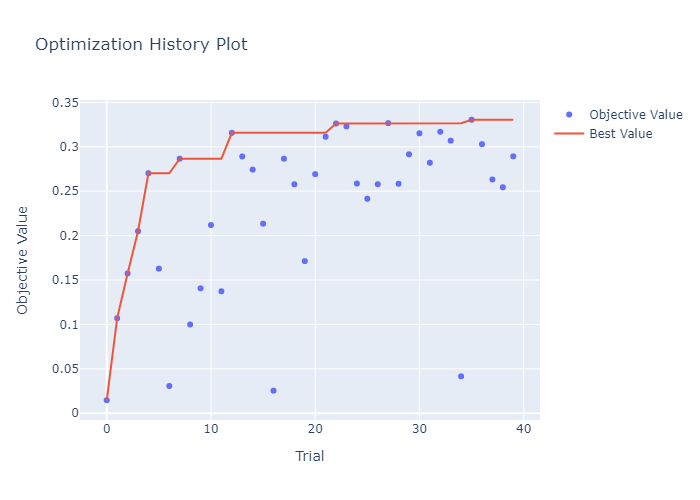 Optimization History Plot
Objective Value
Best Value
0.35
0.3
0.25
0.2
0.15
0.1
0.05
0
Objective Value
0 10 20 30 40
Trial